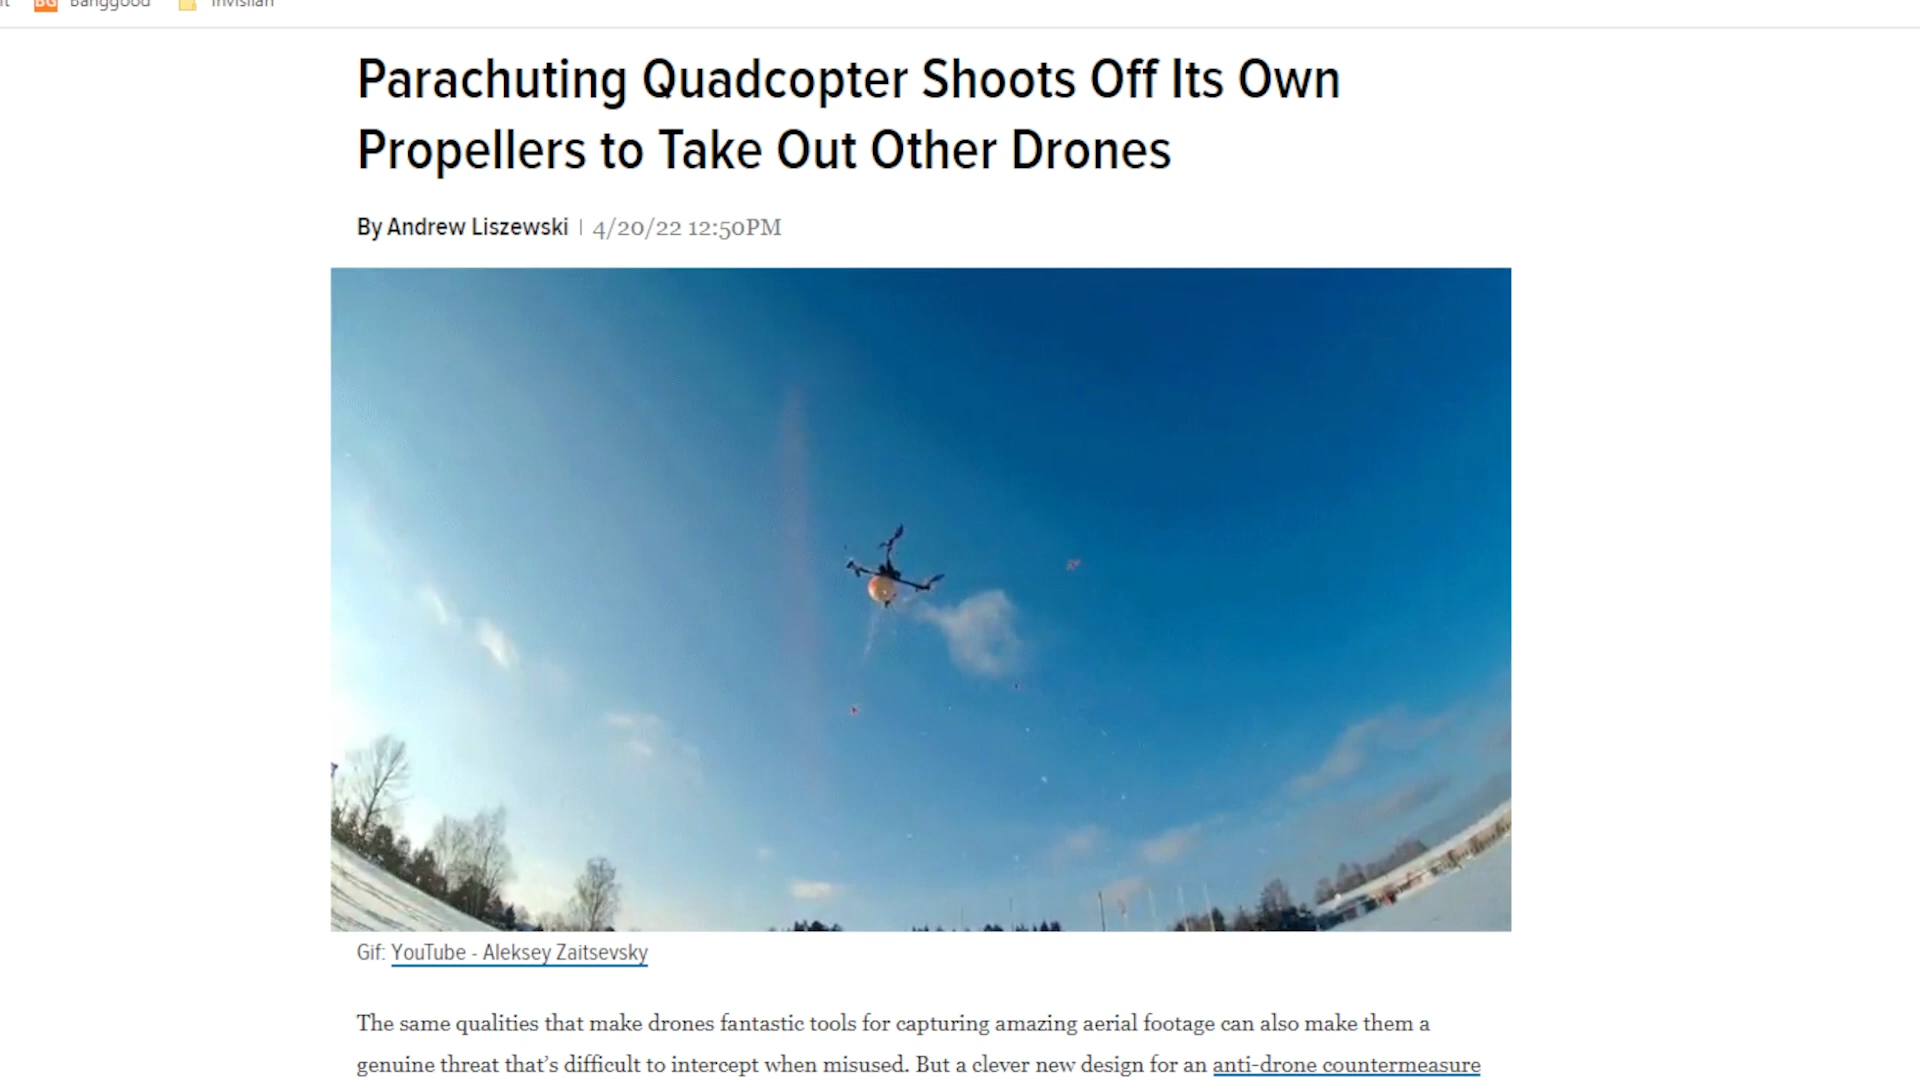 BG Banggood Invisilan
Parachuting Quadcopter Shoots Off Its Own
Propellers to Take Out Other Drones
By Andrew Liszewski | 4/20/22 12:50PM
Gif: YouTube - Aleksey Zaitsevsky
The same qualities that make drones fantastic tools for capturing amazing aerial footage can also make them a
genuine threat that's difficult to intercept when misused. But a clever new design for an anti-drone countermeasure